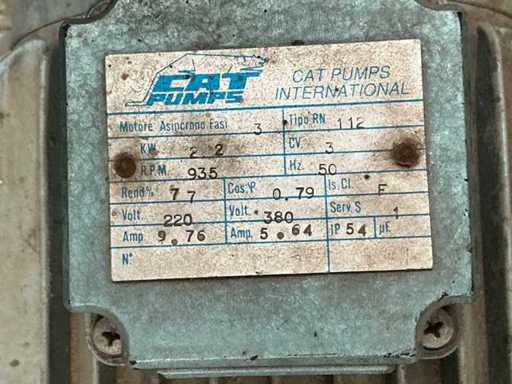 CAT PUMPS
CAT PUMPS INTERNATIONAL
Motore Asincrono Fasi 3 Tipo RN 112
KW 2 2 CV 3
R.P.M. 935 Hz 50
Rend% 77 Cos.φ 0.79 Is.Cl. F
Volt. 220 Volt. 380 Serv. S 1
Amp 9.76 Amp. 5.64 IP 54 µF
N°